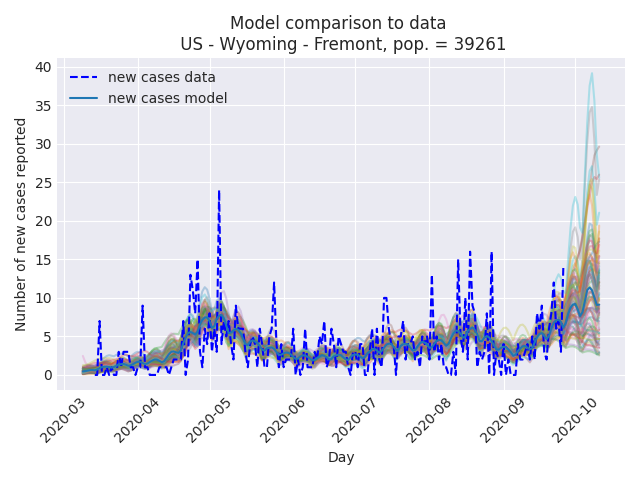 Model comparison to data
US - Wyoming - Fremont, pop. = 39261
new cases data
new cases model
Number of new cases reported
40
35
30
25
20
15
10
5
0
2020-03
2020-04
2020-05
2020-06
2020-07
2020-08
2020-09
2020-10
Day